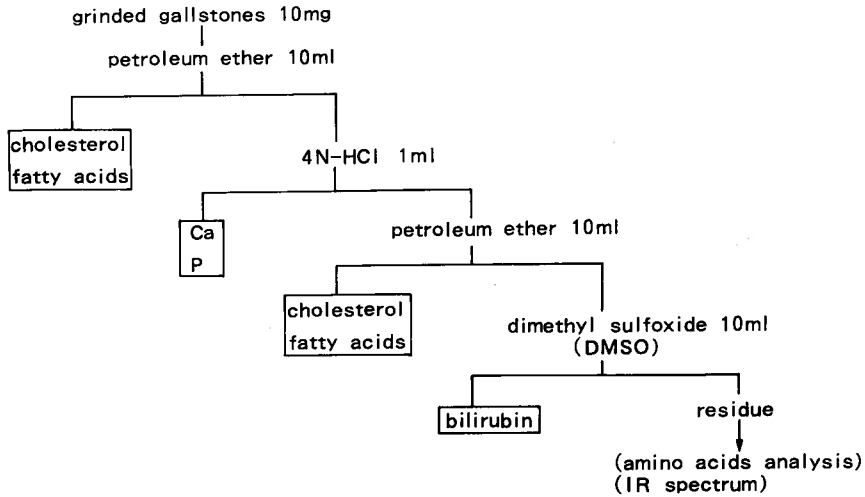 grinded gallstones 10mg
petroleum ether 10ml
cholesterol
fatty acids
4N-HCl 1ml
Ca
P
petroleum ether 10ml
cholesterol
fatty acids
dimethyl sulfoxide 10ml
(DMSO)
bilirubin
residue
(amino acids analysis)
(IR spectrum)